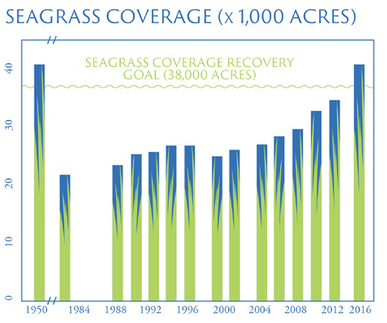 SEAGRASS COVERAGE (X 1,000 ACRES)
SEAGRASS COVERAGE RECOVERY
GOAL (38,000 ACRES)
40
30
20
10
0
1950 1984 1988 1992 1996 2000 2004 2008 2012 2016